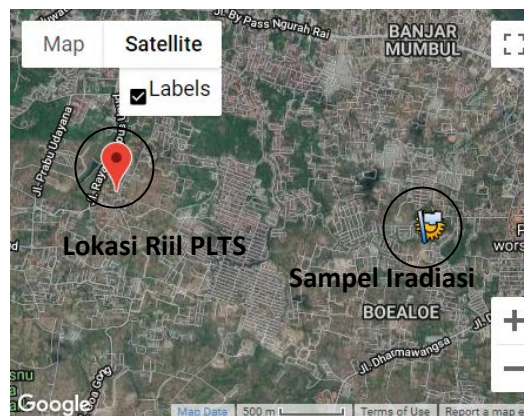 Jl. By Pass Ngurah Rai
BANJAR
MUMBUL
Map
Satellite
Labels
Jl. Prabu Udayana
Lokasi Riil PLTS
Sampel Iradiasi
BOEALOE
Jl. Dharmawangsa
Google
Map Data
500 m
Terms of Use
Report a map e